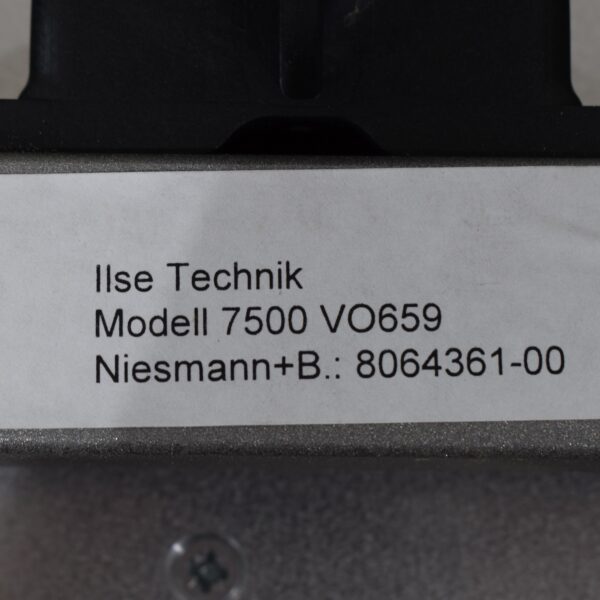 Ilse Technik
Modell 7500 VO659
Niesmann+B.: 8064361-00